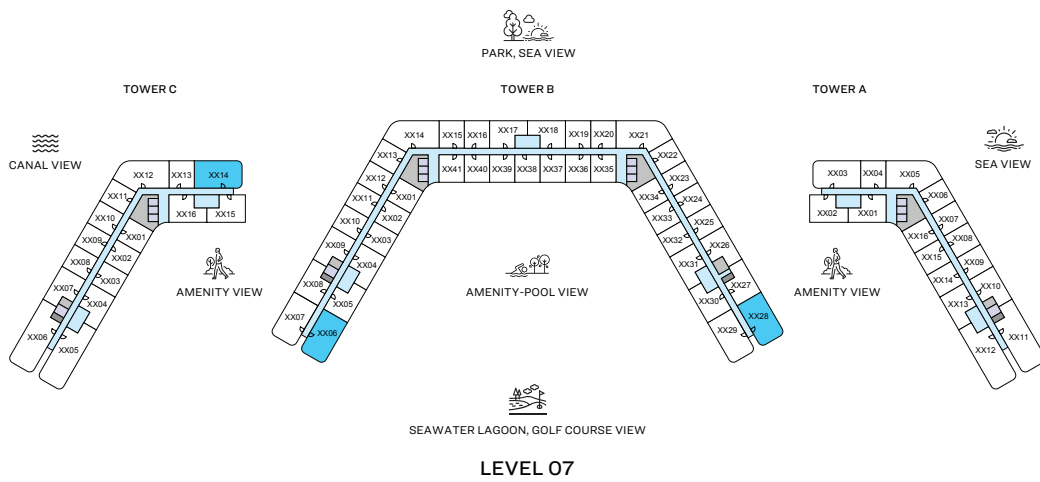 PARK, SEA VIEW
TOWER C
TOWER B
TOWER A
CANAL VIEW
SEA VIEW
XX12
XX13
XX14
XX11
XX10
XX09
XX08
XX07
XX06
XX05
XX04
XX03
XX02
XX01
XX16
XX15
AMENITY VIEW
XX14
XX15
XX16
XX17
XX18
XX19
XX20
XX21
XX13
XX12
XX11
XX10
XX09
XX08
XX07
XX06
XX05
XX04
XX03
XX02
XX01
XX41
XX40
XX39
XX38
XX37
XX36
XX35
XX34
XX33
XX32
XX31
XX30
XX29
XX22
XX23
XX24
XX25
XX26
XX27
XX28
AMENITY-POOL VIEW
XX03
XX04
XX05
XX02
XX01
XX06
XX07
XX08
XX09
XX10
XX11
XX16
XX15
XX14
XX13
XX12
AMENITY VIEW
SEAWATER LAGOON, GOLF COURSE VIEW
LEVEL 07